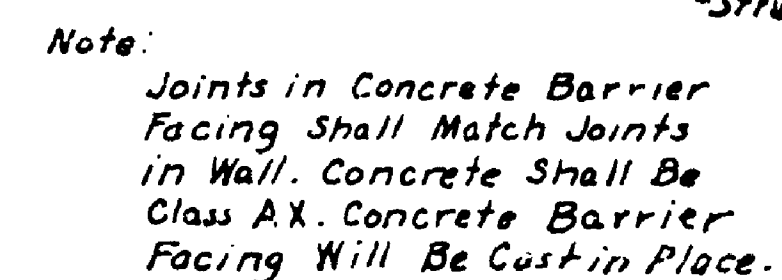 Note:
Joints in Concrete Barrier
Facing Shall Match Joints
in Wall. Concrete Shall Be
Class A.X. Concrete Barrier
Facing Will Be Cast in Place.